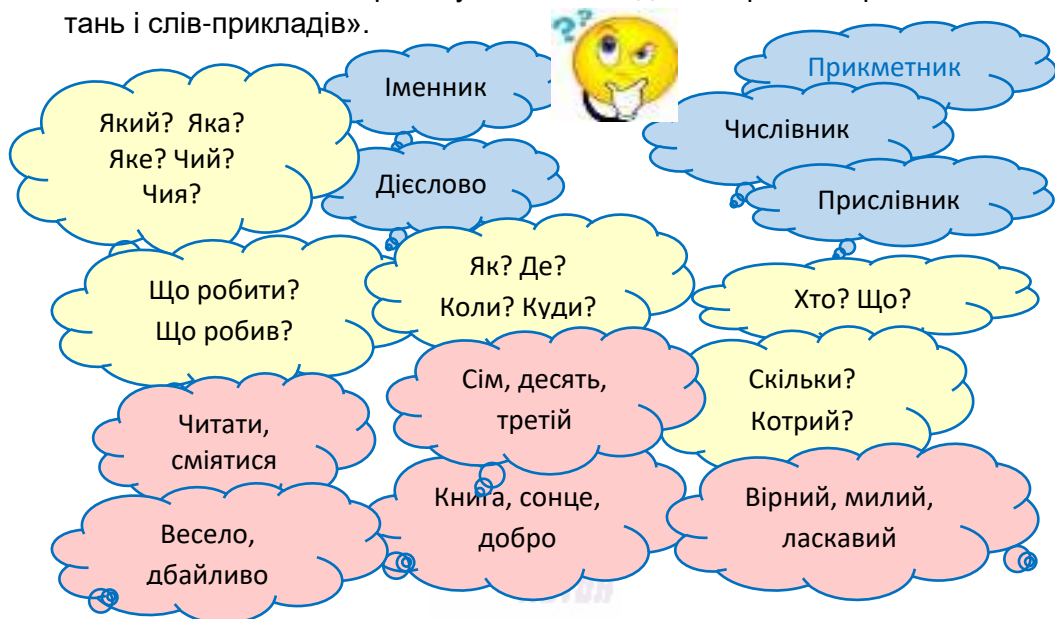 тань і слів-прикладів».
Іменник
Прикметник
Який? Яка?
Яке? Чий?
Чия?
Числівник
Дієслово
Прислівник
Як? Де?
Коли? Куди?
Що робити?
Що робив?
Хто? Що?
Сім, десять,
третій
Скільки?
Котрий?
Читати,
сміятися
Книга, сонце,
добро
Вірний, милий,
ласкавий
Весело,
дбайливо